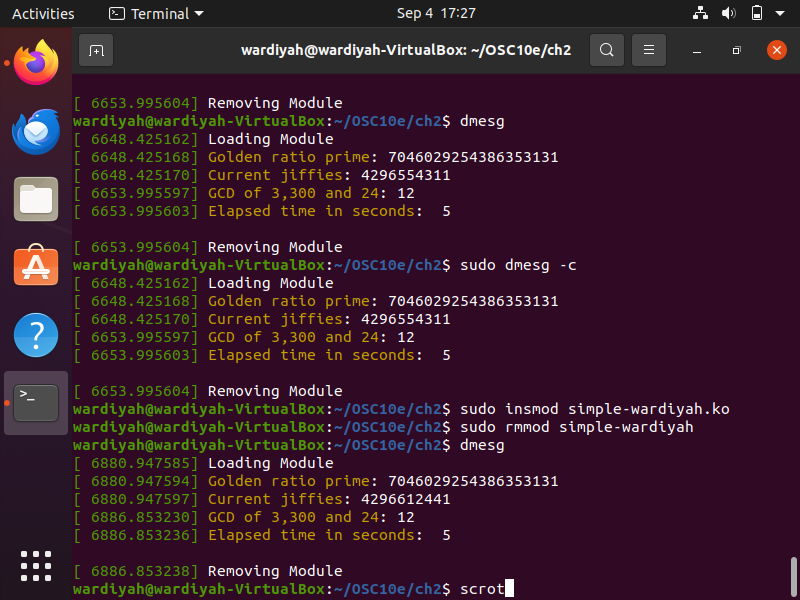 Activities Terminal Sep 4 17:27
wardiyah@wardiyah-VirtualBox: ~/OSC10e/ch2
[ 6653.995604] Removing Module
wardiyah@wardiyah-VirtualBox:~/OSC10e/ch2$ dmesg
[ 6648.425162] Loading Module
[ 6648.425168] Golden ratio prime: 7046029254386353131
[ 6648.425170] Current jiffies: 4296554311
[ 6653.995597] GCD of 3,300 and 24: 12
[ 6653.995603] Elapsed time in seconds:  5
[ 6653.995604] Removing Module
wardiyah@wardiyah-VirtualBox:~/OSC10e/ch2$ sudo dmesg -c
[ 6648.425162] Loading Module
[ 6648.425168] Golden ratio prime: 7046029254386353131
[ 6648.425170] Current jiffies: 4296554311
[ 6653.995597] GCD of 3,300 and 24: 12
[ 6653.995603] Elapsed time in seconds:  5
[ 6653.995604] Removing Module
wardiyah@wardiyah-VirtualBox:~/OSC10e/ch2$ sudo insmod simple-wardiyah.ko
wardiyah@wardiyah-VirtualBox:~/OSC10e/ch2$ sudo rmmod simple-wardiyah
wardiyah@wardiyah-VirtualBox:~/OSC10e/ch2$ dmesg
[ 6880.947585] Loading Module
[ 6880.947594] Golden ratio prime: 7046029254386353131
[ 6880.947597] Current jiffies: 4296612441
[ 6886.853230] GCD of 3,300 and 24: 12
[ 6886.853236] Elapsed time in seconds:  5
[ 6886.853238] Removing Module
wardiyah@wardiyah-VirtualBox:~/OSC10e/ch2$ scrot